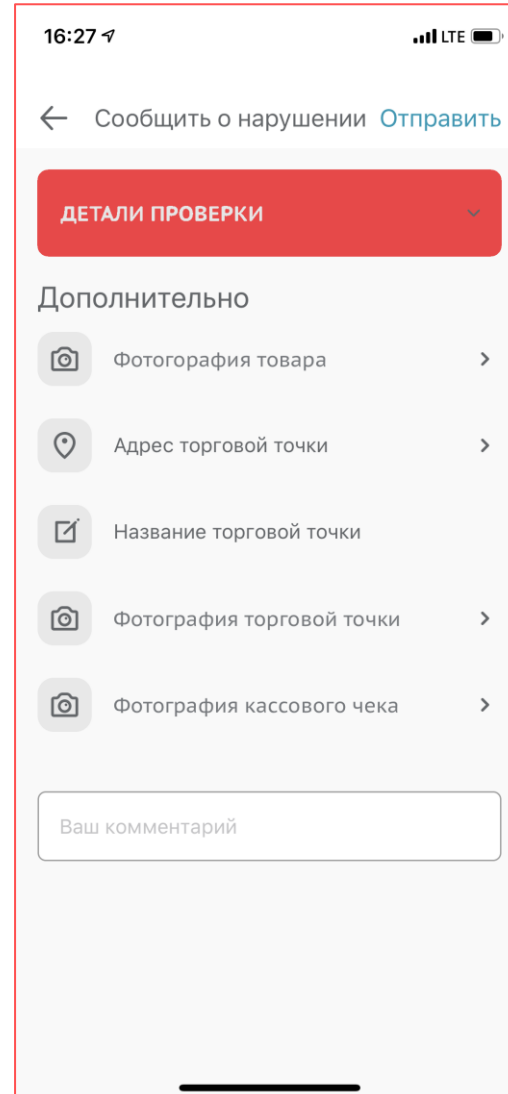 16:27 LTE
Сообщить о нарушении Отправить
ДЕТАЛИ ПРОВЕРКИ
Дополнительно
Фотогорафия товара
Адрес торговой точки
Название торговой точки
Фотография торговой точки
Фотография кассового чека
Ваш комментарий